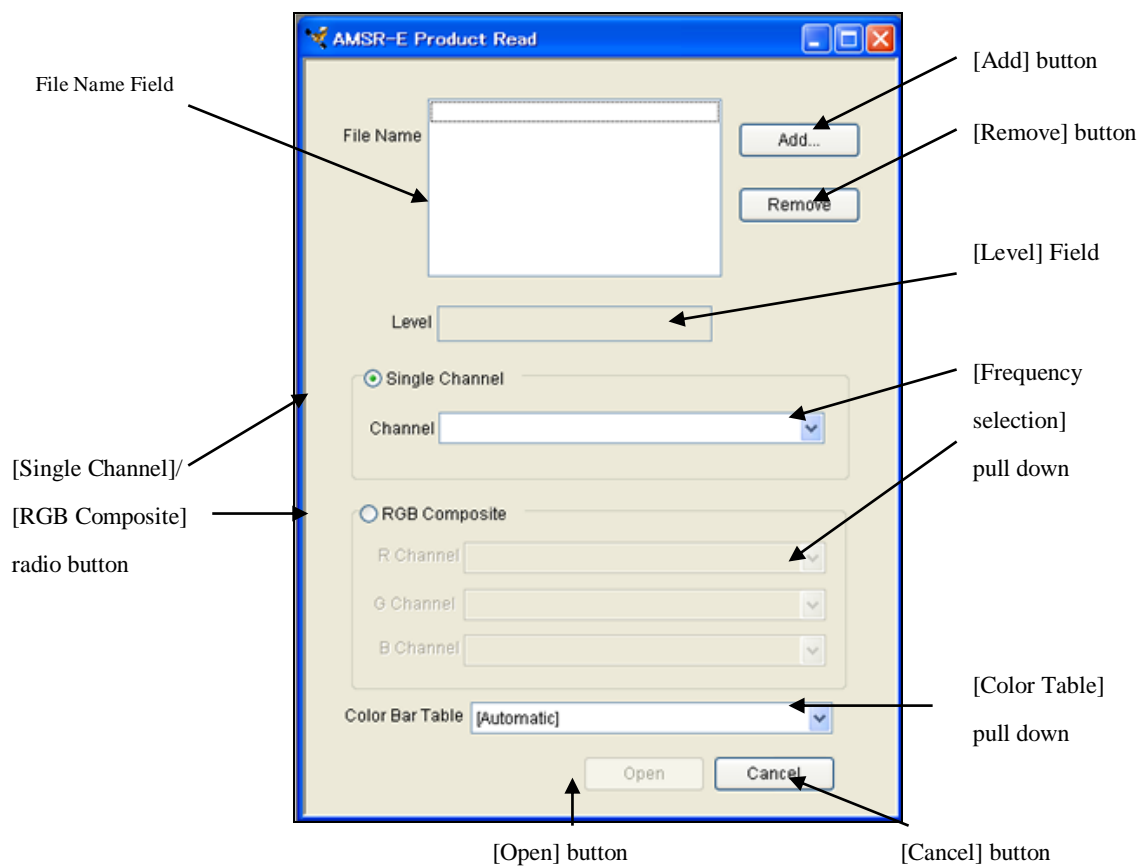 AMSR-E Product Read
File Name Field
[Add] button
File Name
Add...
[Remove] button
Remove
[Level] Field
Level
Single Channel
[Frequency
selection]
pull down
Channel
[Single Channel]/
[RGB Composite]
radio button
RGB Composite
R Channel
G Channel
B Channel
[Color Table]
pull down
Color Bar Table
[Automatic]
Open
Cancel
[Open] button
[Cancel] button